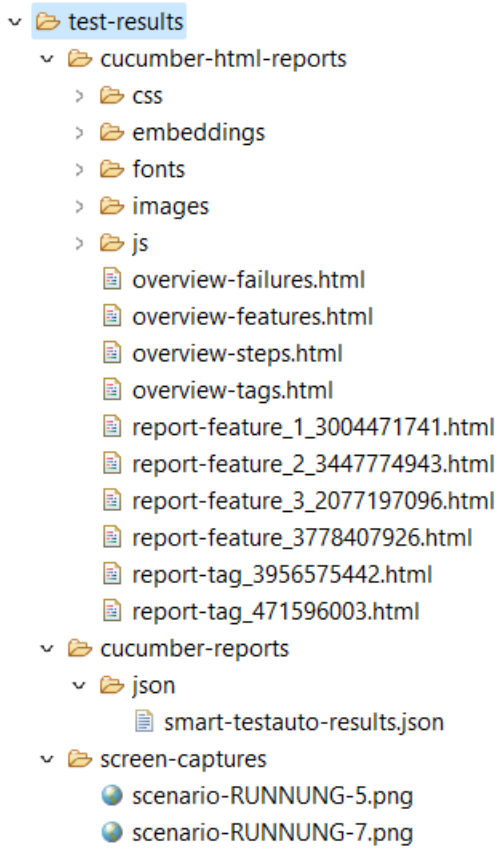 test-results
cucumber-html-reports
css
embeddings
fonts
images
js
overview-failures.html
overview-features.html
overview-steps.html
overview-tags.html
report-feature_1_3004471741.html
report-feature_2_3447774943.html
report-feature_3_2077197096.html
report-feature_3778407926.html
report-tag_3956575442.html
report-tag_471596003.html
cucumber-reports
json
smart-testauto-results.json
screen-captures
scenario-RUNNUNG-5.png
scenario-RUNNUNG-7.png